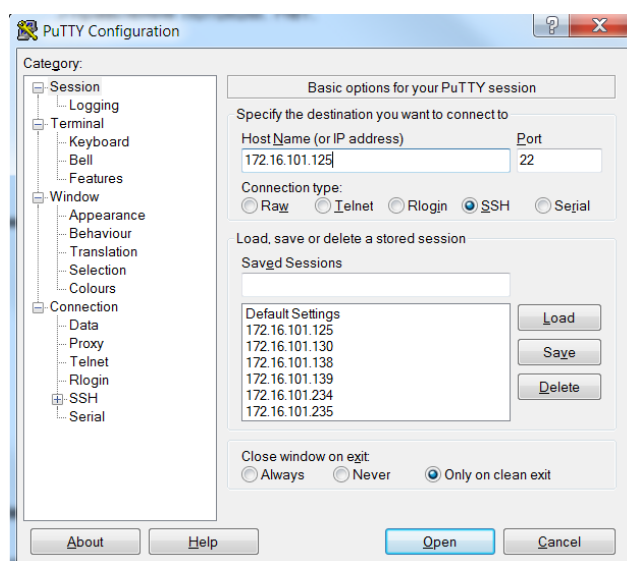 PuTTY Configuration
Category:
Session
Logging
Terminal
Keyboard
Bell
Features
Window
Appearance
Behaviour
Translation
Selection
Colours
Connection
Data
Proxy
Telnet
Rlogin
SSH
Serial
Basic options for your PuTTY session
Specify the destination you want to connect to
Host Name (or IP address) Port
172.16.101.125 22
Connection type:
Raw Telnet Rlogin SSH Serial
Load, save or delete a stored session
Saved Sessions
Default Settings
172.16.101.125
172.16.101.130
172.16.101.138
172.16.101.139
172.16.101.234
172.16.101.235
Load
Save
Delete
Close window on exit:
Always Never Only on clean exit
About Help Open Cancel